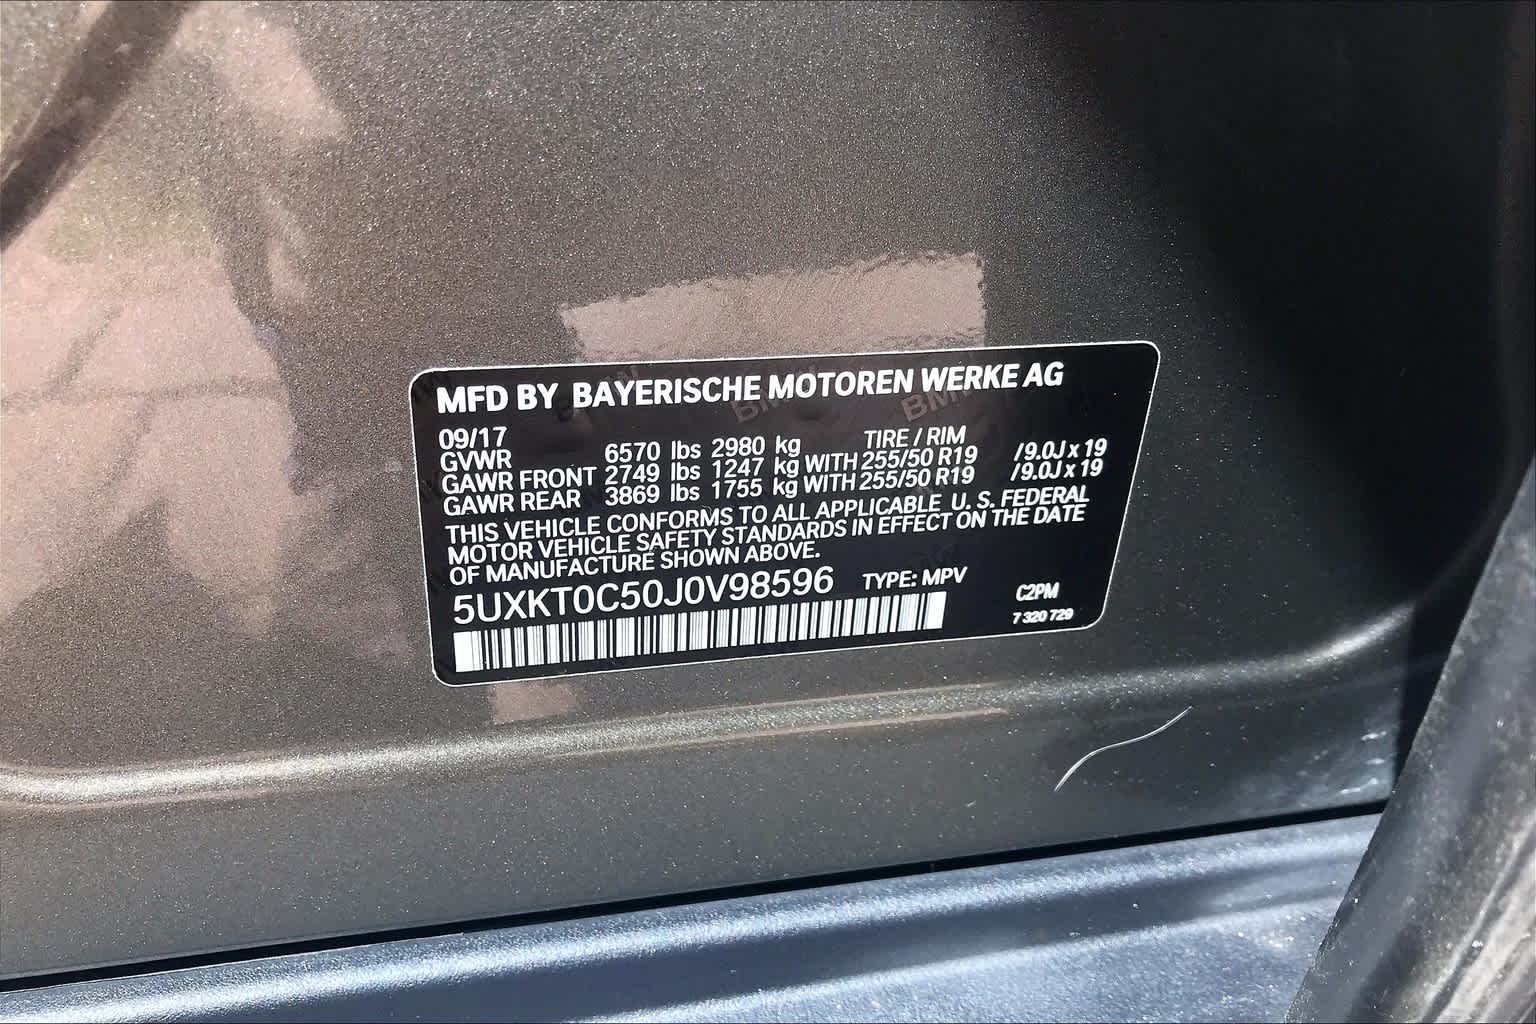 MFD BY BAYERISCHE MOTOREN WERKE AG
09/17 TIRE / RIM
GVWR 6570 lbs 2980 kg
GAWR FRONT 2749 lbs 1247 kg WITH 255/50 R19 /9.0J x 19
GAWR REAR 3869 lbs 1755 kg WITH 255/50 R19 /9.0J x 19
THIS VEHICLE CONFORMS TO ALL APPLICABLE U. S. FEDERAL
MOTOR VEHICLE SAFETY STANDARDS IN EFFECT ON THE DATE
OF MANUFACTURE SHOWN ABOVE.
5UXKT0C50J0V98596 TYPE: MPV C2PM
7 320 729